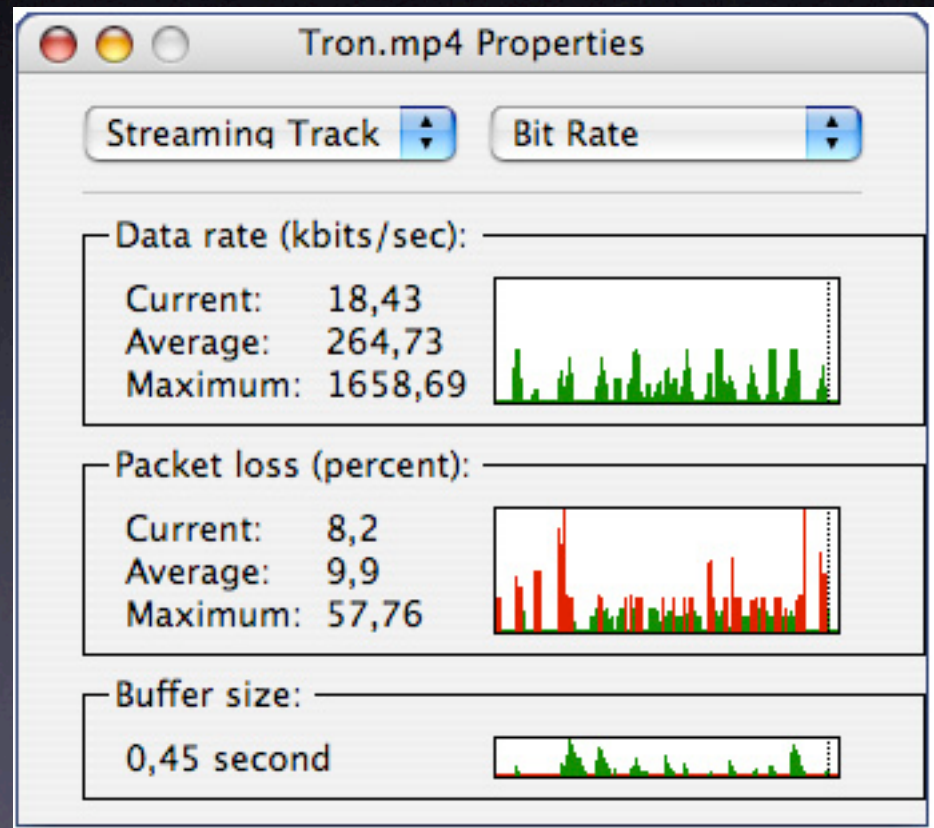 Tron.mp4 Properties
Streaming Track Bit Rate
Data rate (kbits/sec):
Current: 18,43
Average: 264,73
Maximum: 1658,69
Packet loss (percent):
Current: 8,2
Average: 9,9
Maximum: 57,76
Buffer size:
0,45 second